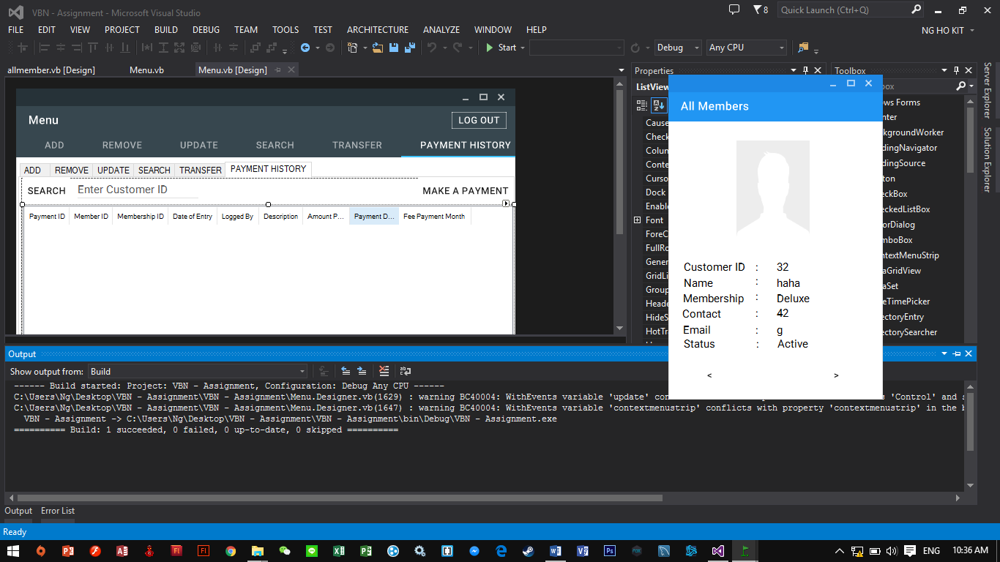 VBN - Assignment - Microsoft Visual Studio
8
Quick Launch (Ctrl+Q)
FILE EDIT VIEW PROJECT BUILD DEBUG TEAM TOOLS TEST ARCHITECTURE ANALYZE WINDOW HELP
NG HO KIT
Start
Debug
Any CPU
allmember.vb [Design] Menu.vb Menu.vb [Design]
Menu
LOG OUT
ADD REMOVE UPDATE SEARCH TRANSFER PAYMENT HISTORY
ADD REMOVE UPDATE SEARCH TRANSFER PAYMENT HISTORY
SEARCH Enter Customer ID MAKE A PAYMENT
Payment ID Member ID Membership ID Date of Entry Logged By Description Amount P... Payment D... Fee Payment Month
Properties
ListView
Cause
Check
Colun
Conte
Curso
Dock
Enable
Font
ForeC
FullRo
Gener
GridLi
Group
Heade
HideS
HotTr
All Members
Customer ID : 32
Name : haha
Membership : Deluxe
Contact : 42
Email : g
Status : Active
< >
Toolbox
box
ows Forms
nter
kgroundWorker
dingNavigator
dingSource
ton
eckBox
eckedListBox
orDialog
mboBox
ntextMenuStrip
aGridView
aSet
eTimePicker
ectoryEntry
ectorySearcher
Server Explorer
Solution Explorer
Output
Show output from: Build
------ Build started: Project: VBN - Assignment, Configuration: Debug Any CPU ------
C:\Users\Ng\Desktop\VBN - Assignment\VBN - Assignment\Menu.Designer.vb(1629) : warning BC40004: WithEvents variable 'update' con 'Control' and s
C:\Users\Ng\Desktop\VBN - Assignment\VBN - Assignment\Menu.Designer.vb(1647) : warning BC40004: WithEvents variable 'contextmenustrip' conflicts with property 'contextmenustrip' in the b
VBN - Assignment -> C:\Users\Ng\Desktop\VBN - Assignment\VBN - Assignment\bin\Debug\VBN - Assignment.exe
========== Build: 1 succeeded, 0 failed, 0 up-to-date, 0 skipped ==========
Output Error List
Ready
ENG
10:36 AM